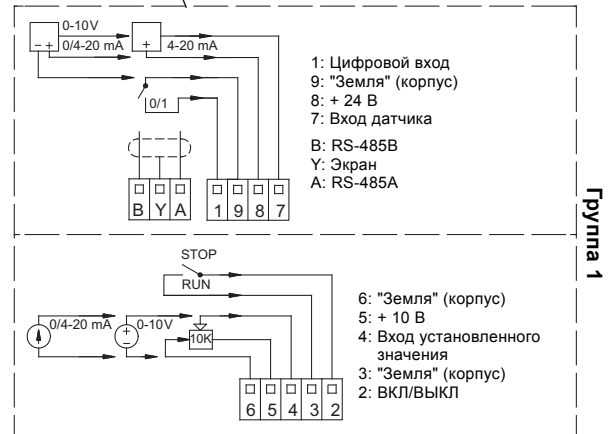 0-10V
- +
0/4-20 mA
+
4-20 mA
0/1
B Y A
1 9 8 7
1: Цифровой вход
9: "Земля" (корпус)
8: + 24 В
7: Вход датчика
B: RS-485B
Y: Экран
A: RS-485A
Группа 1
STOP
RUN
0/4-20 mA
+
-
0-10V
10K
6 5 4 3 2
6: "Земля" (корпус)
5: + 10 В
4: Вход установленного
значения
3: "Земля" (корпус)
2: ВКЛ/ВЫКЛ